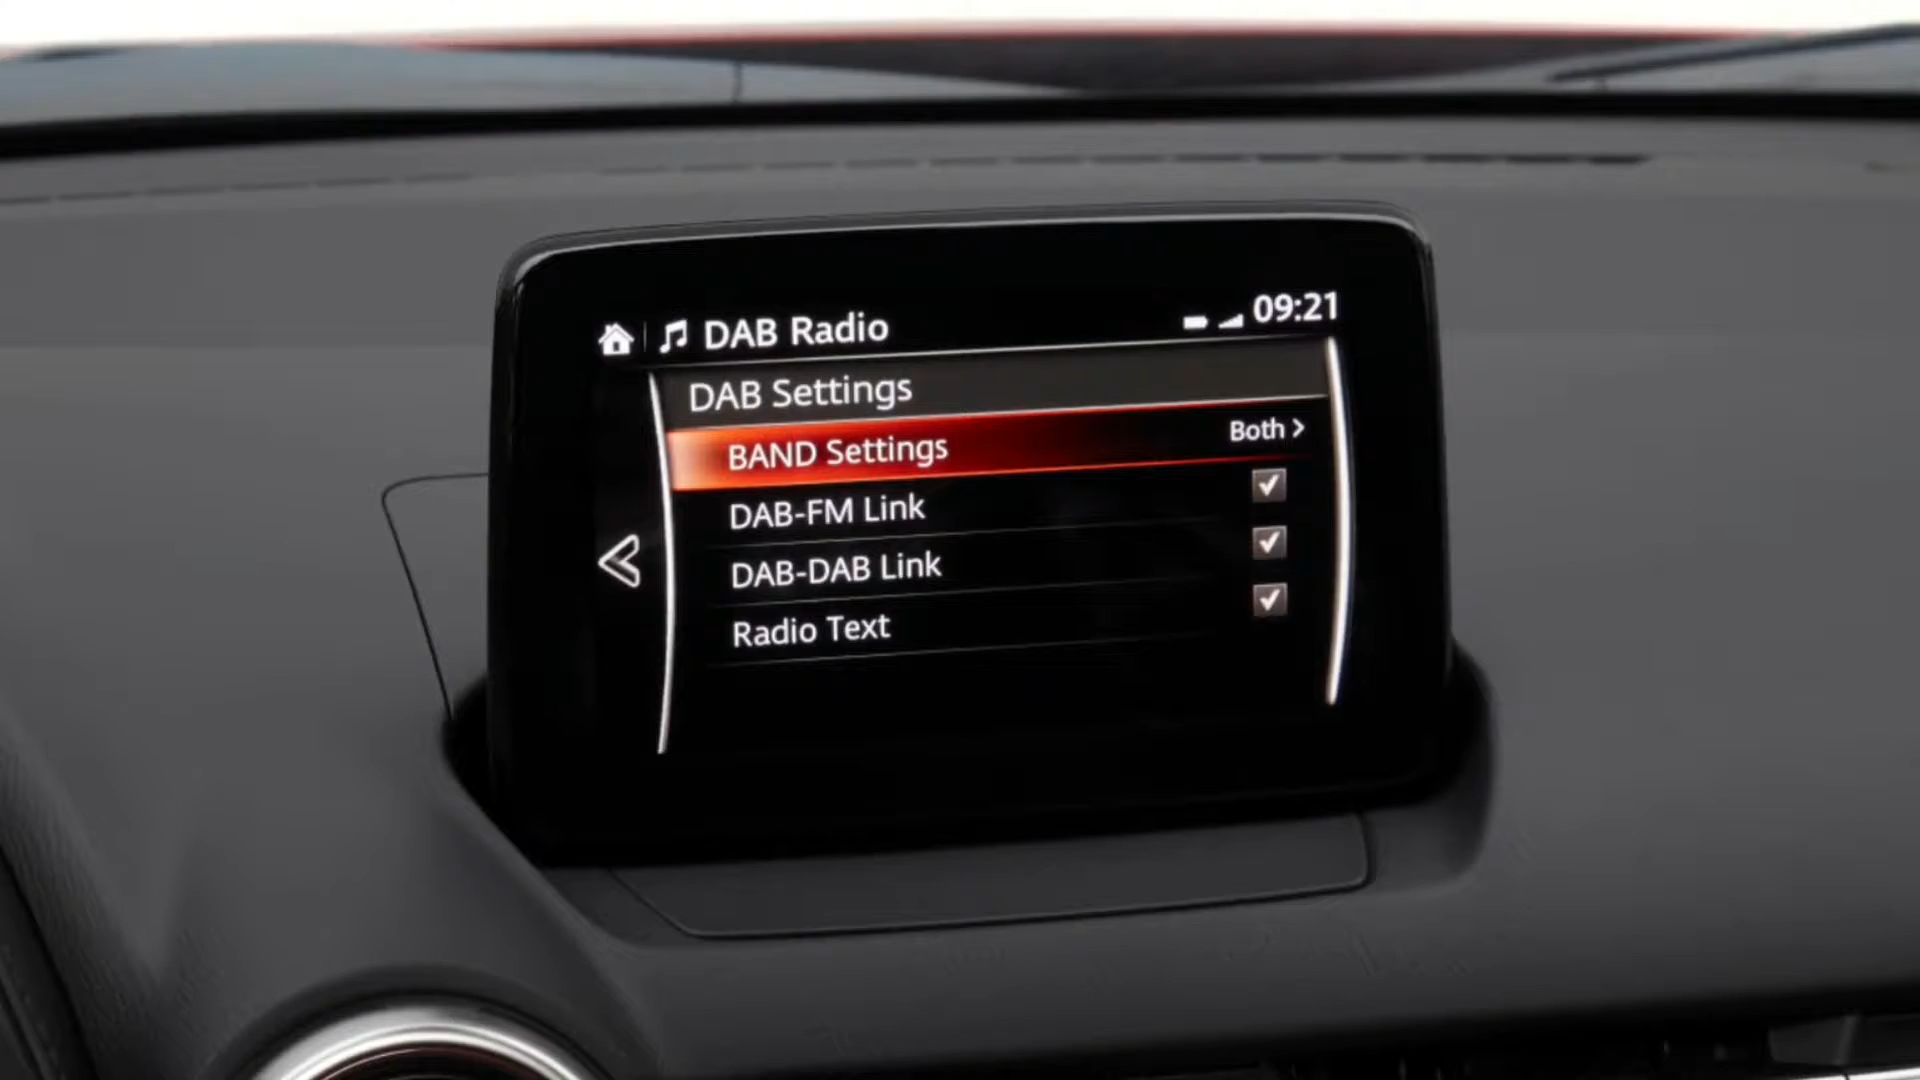 DAB Radio 09:21
DAB Settings
BAND Settings Both >
DAB-FM Link
DAB-DAB Link
Radio Text